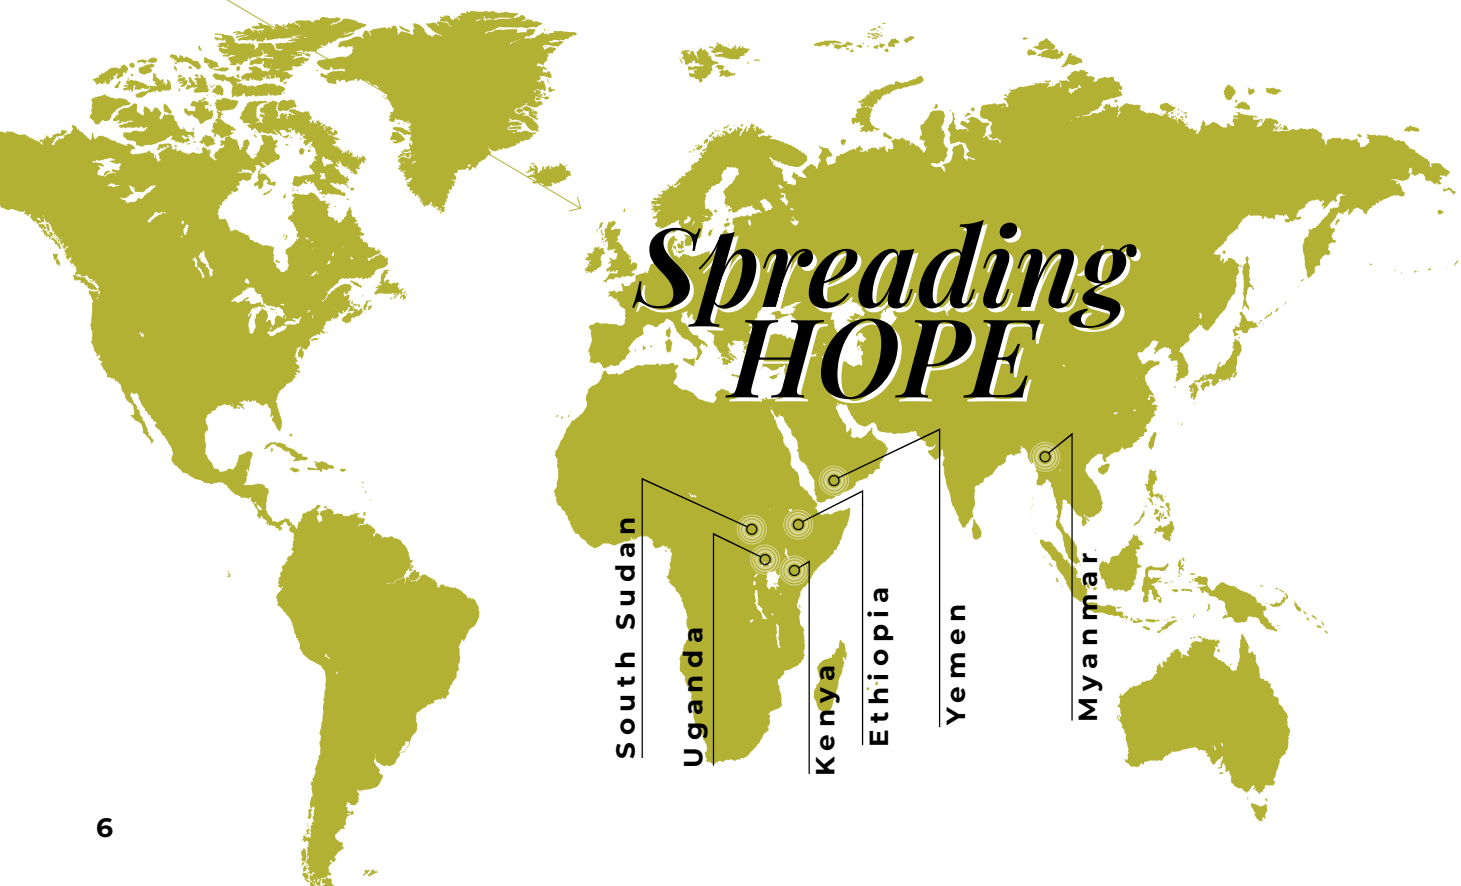 Spreading
HOPE
South Sudan
Uganda
Kenya
Ethiopia
Yemen
Myanmar
6